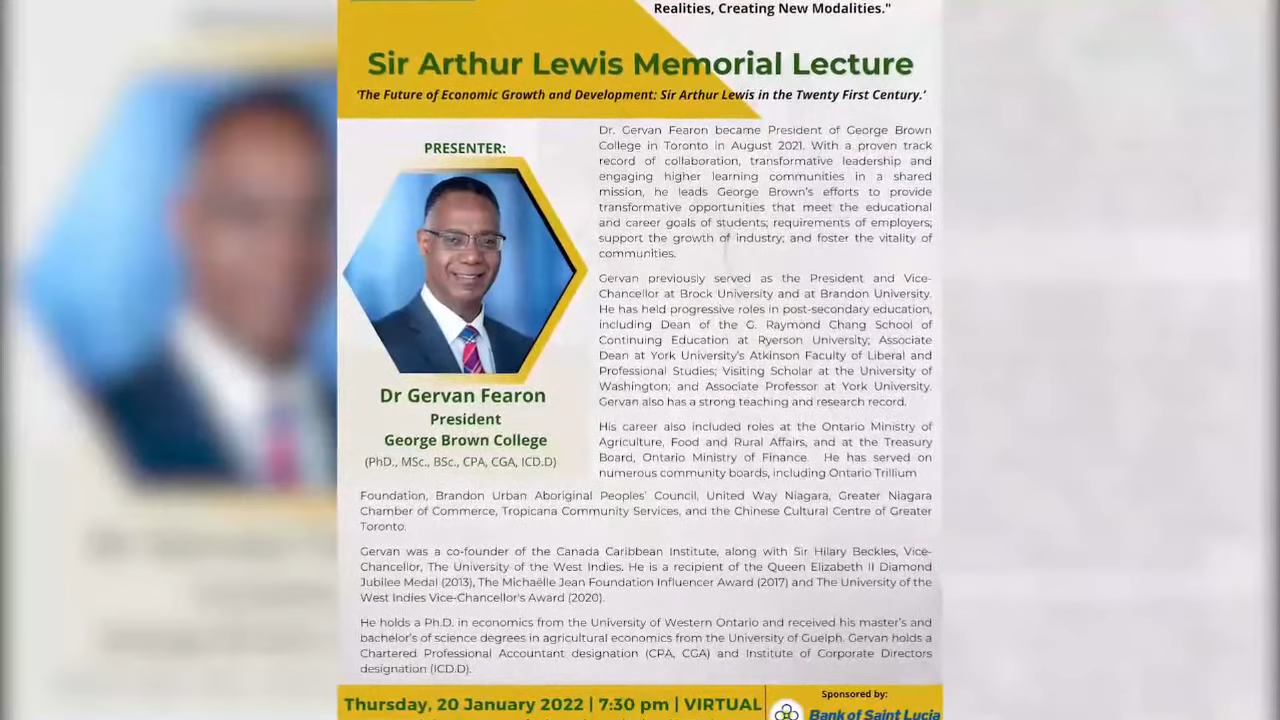 Realities, Creating New Modalities."
Sir Arthur Lewis Memorial Lecture
‘The Future of Economic Growth and Development: Sir Arthur Lewis in the Twenty First Century.’
PRESENTER:
Dr Gervan Fearon
President
George Brown College
(PhD., MSc., BSc., CPA, CGA, ICD.D)
Dr. Gervan Fearon became President of George Brown
College in Toronto in August 2021. With a proven track
record of collaboration, transformative leadership and
engaging higher learning communities in a shared
mission, he leads George Brown's efforts to provide
transformative opportunities that meet the educational
and career goals of students; requirements of employers;
support the growth of industry; and foster the vitality of
communities.
Gervan previously served as the President and Vice-
Chancellor at Brock University and at Brandon University.
He has held progressive roles in post-secondary education,
including Dean of the G. Raymond Chang School of
Continuing Education at Ryerson University; Associate
Dean at York University's Atkinson Faculty of Liberal and
Professional Studies; Visiting Scholar at the University of
Washington; and Associate Professor at York University.
Gervan also has a strong teaching and research record.
His career also included roles at the Ontario Ministry of
Agriculture, Food and Rural Affairs, and at the Treasury
Board, Ontario Ministry of Finance. He has served on
numerous community boards, including Ontario Trillium
Foundation, Brandon Urban Aboriginal Peoples' Council, United Way Niagara, Greater Niagara
Chamber of Commerce, Tropicana Community Services, and the Chinese Cultural Centre of Greater
Toronto.
Gervan was a co-founder of the Canada Caribbean Institute, along with Sir Hilary Beckles, Vice-
Chancellor, The University of the West Indies. He is a recipient of the Queen Elizabeth II Diamond
Jubilee Medal (2013), The Michaëlle Jean Foundation Influencer Award (2017) and The University of the
West Indies Vice-Chancellor's Award (2020).
He holds a Ph.D. in economics from the University of Western Ontario and received his master's and
bachelor's of science degrees in agricultural economics from the University of Guelph. Gervan holds a
Chartered Professional Accountant designation (CPA, CGA) and Institute of Corporate Directors
designation (ICD.D).
Thursday, 20 January 2022 | 7:30 pm | VIRTUAL
Sponsored by:
Bank of Saint Lucia